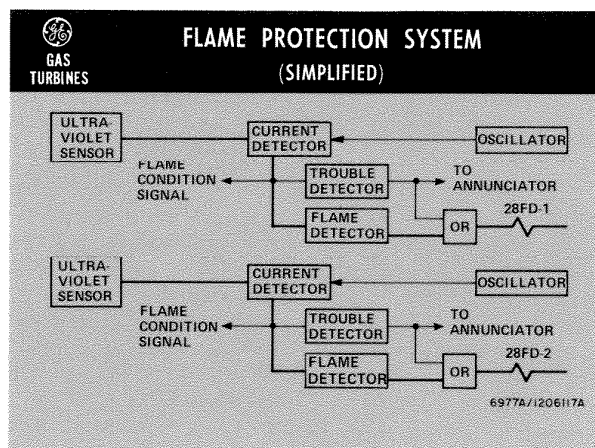 GE
GAS
TURBINES
FLAME PROTECTION SYSTEM
(SIMPLIFIED)
ULTRA-
VIOLET
SENSOR
CURRENT
DETECTOR
OSCILLATOR
FLAME
CONDITION
SIGNAL
TROUBLE
DETECTOR
TO
ANNUNCIATOR
FLAME
DETECTOR
OR
28FD-1
ULTRA-
VIOLET
SENSOR
CURRENT
DETECTOR
OSCILLATOR
FLAME
CONDITION
SIGNAL
TROUBLE
DETECTOR
TO
ANNUNCIATOR
FLAME
DETECTOR
OR
28FD-2
6977A/1206117A